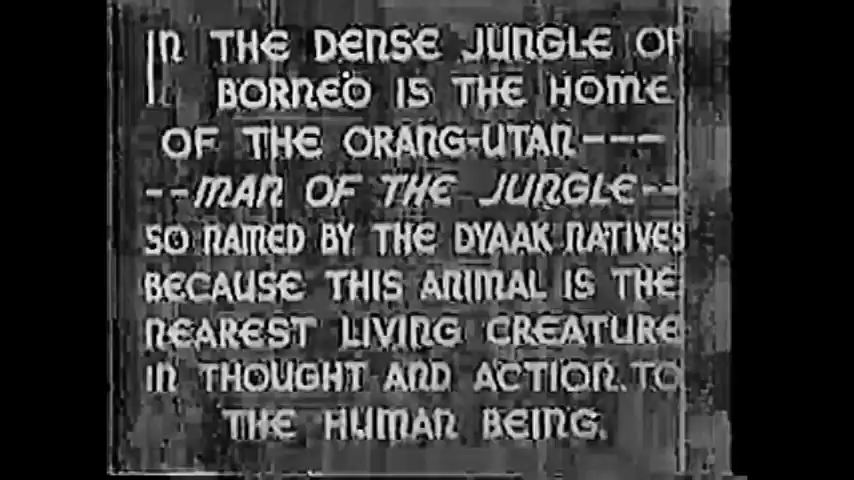 IN THE DENSE JUNGLE OF
BORNEO IS THE HOME
OF THE ORANG-UTAN---
--MAN OF THE JUNGLE--
SO NAMED BY THE DYAAK NATIVES
BECAUSE THIS ANIMAL IS THE
NEAREST LIVING CREATURE
IN THOUGHT AND ACTION, TO
THE HUMAN BEING.